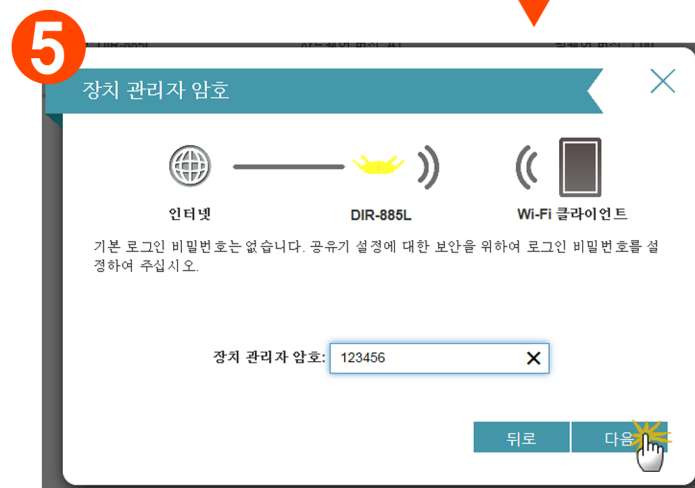 5
장치 관리자 암호
인터넷
DIR-885L
Wi-Fi 클라이언트
기본 로그인 비밀번호는 없습니다. 공유기 설정에 대한 보안을 위하여 로그인 비밀번호를 설
정하여 주십시오.
장치 관리자 암호: 123456
뒤로
다음